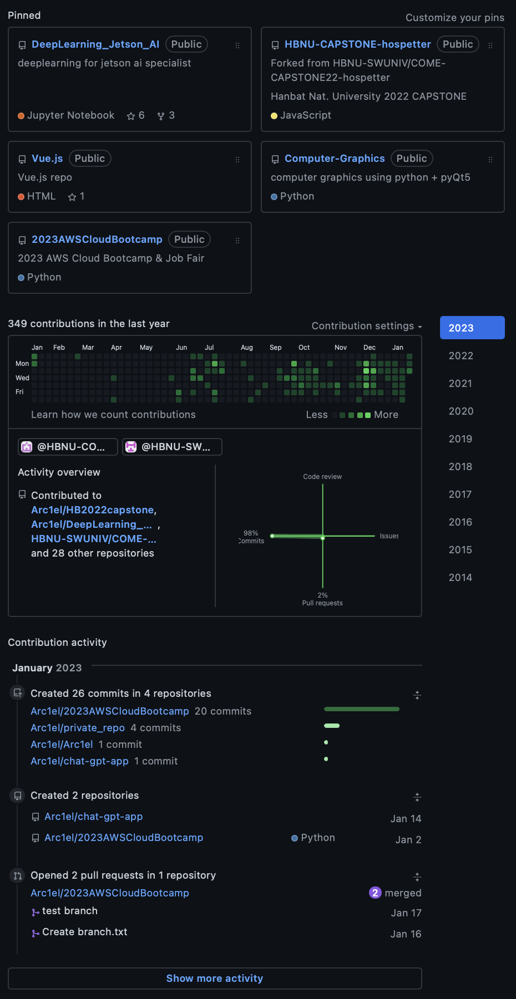 Pinned
Customize your pins
DeepLearning_Jetson_AI Public
deeplearning for jetson ai specialist
Jupyter Notebook 6 3
HBNU-CAPSTONE-hospetter Public
Forked from HBNU-SWUNIV/COME-
CAPSTONE22-hospetter
Hanbat Nat. University 2022 CAPSTONE
JavaScript
Vue.js Public
Vue.js repo
HTML 1
Computer-Graphics Public
computer graphics using python + pyQt5
Python
2023AWSCloudBootcamp Public
2023 AWS Cloud Bootcamp & Job Fair
Python
349 contributions in the last year
Contribution settings
Jan Feb Mar Apr May Jun Jul Aug Sep Oct Nov Dec Jan
Mon
Wed
Fri
Learn how we count contributions
Less More
@HBNU-CO...
@HBNU-SW...
Activity overview
Contributed to
Arc1el/HB2022capstone,
Arc1el/DeepLearning_... ,
HBNU-SWUNIV/COME-...
and 28 other repositories
Code review
98%
Commits
Issues
2%
Pull requests
2023
2022
2021
2020
2019
2018
2017
2016
2015
2014
Contribution activity
January 2023
Created 26 commits in 4 repositories
Arc1el/2023AWSCloudBootcamp 20 commits
Arc1el/private_repo 4 commits
Arc1el/Arc1el 1 commit
Arc1el/chat-gpt-app 1 commit
Created 2 repositories
Arc1el/chat-gpt-app Jan 14
Arc1el/2023AWSCloudBootcamp Python Jan 2
Opened 2 pull requests in 1 repository
Arc1el/2023AWSCloudBootcamp 2 merged
test branch Jan 17
Create branch.txt Jan 16
Show more activity